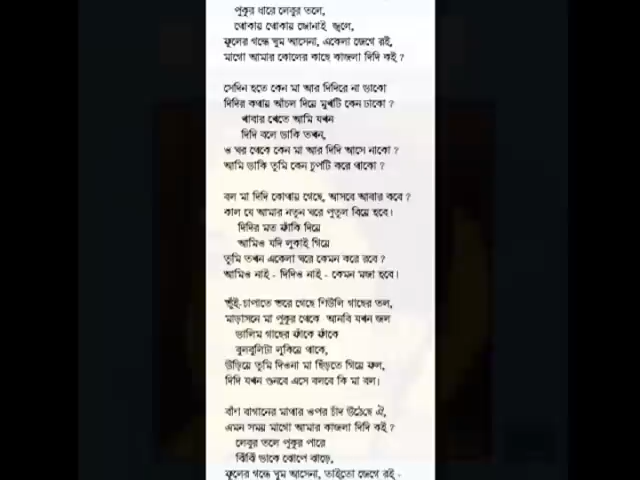 পুকুর ধারে লেবুর তলে,
থোকায় থোকায় জোনাই জ্বলে,
ফুলের গন্ধে ঘুম আসেনা, একেলা জেগে রই,
মাগো আমার কোলের কাছে কাজলা দিদি কই ?
সেদিন হতে কেন মা আর দিদিরে না ডাকো
দিদির কথায় আঁচল দিয়ে মুখটি কেন ঢাকো ?
খাবার খেতে আমি যখন
দিদি বলে ডাকি তখন,
ও ঘর থেকে কেন মা আর দিদি আসে নাকো ?
আমি ডাকি তুমি কেন চুপটি করে থাকো ?
বল মা দিদি কোথায় গেছে, আসবে আবার কবে ?
কাল যে আমার নতুন ঘরে পুতুল বিয়ে হবে।
দিদির মত ফাঁকি দিয়ে
আমিও যদি লুকাই গিয়ে
তুমি তখন একেলা ঘরে কেমন করে রবে ?
আমিও নাই - দিদিও নাই - কেমন মজা হবে।
ভুঁই-চাপাতে ভরে গেছে শিউলি গাছের তল,
মাড়াসনে মা পুকুর থেকে আনবি যখন জল
ডালিম গাছের ফাঁকে ফাঁকে
বুলবুলিটা লুকিয়ে থাকে,
উড়িয়ে তুমি দিওনা মা ছিঁড়তে গিয়ে ফল,
দিদি যখন শুনবে এসে বলবে কি মা বল।
বাঁশ বাগানের মাথার ওপর চাঁদ উঠেছে ঐ,
এমন সময় মাগো আমার কাজলা দিদি কই ?
লেবুর তলে পুকুর পারে
ঝিঁঝিঁ ডাকে ঝোপে ঝাড়ে,
ফুলের গন্ধে ঘুম আসেনা, তাইতো জেগে রই -